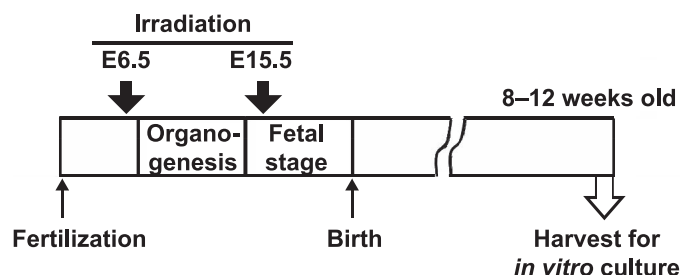 Irradiation
E6.5 E15.5
8–12 weeks old
Organo- Fetal
genesis stage
Fertilization Birth Harvest for
in vitro culture